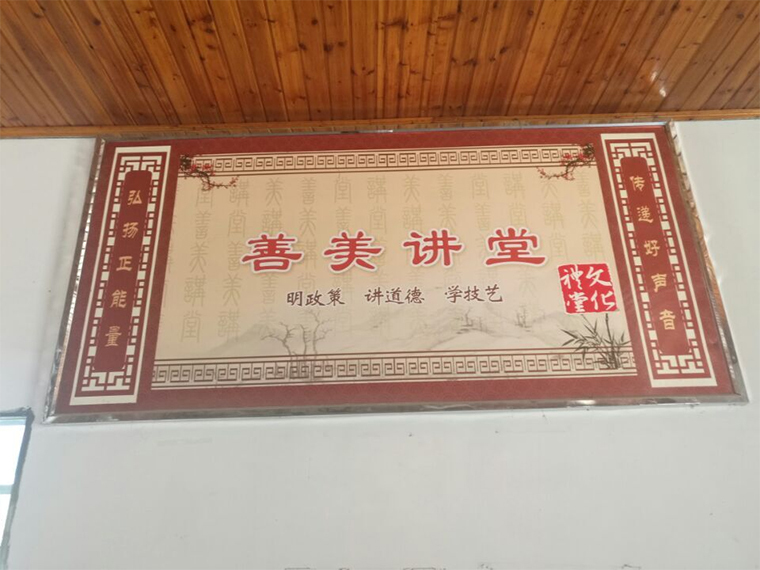 弘扬正能量
善美讲堂
明政策 讲道德 学技艺
文化
禮堂
传递好声音